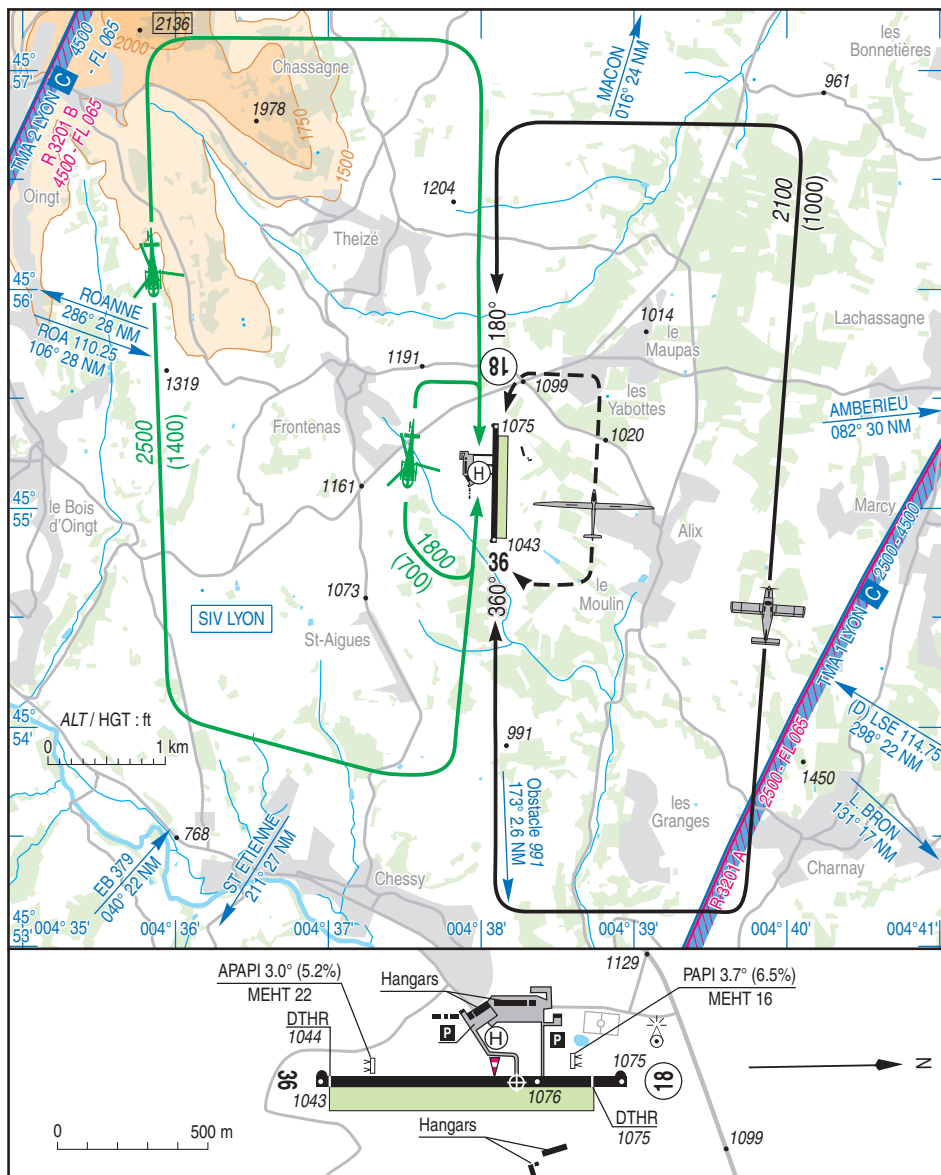 2136
2000
4500
- FL 065
TMA 2 LYON C
R 3201 B
4500 - FL 065
Oingt
Chassagne
1978
1750
1500
MACON
016° 24 NM
les
Bonnetières
961
45°
57'
1204
Theizé
2100
(1000)
45°
56'
ROANNE
286° 28 NM
ROA 110.25
106° 28 NM
180°
18
1014
le
Maupas
Lachassagne
1191
1319
1099
les
Yabottes
1020
AMBERIEU
082° 30 NM
Frontenas
2500
(1400)
1075
H
1161
45°
55'
le Bois
d'Oingt
Alix
Marcy
1043
36
360°
1800
(700)
le
Moulin
2500 - 4500
TMA 1 LYON C
1073
SIV LYON
St-Aigues
(D) LSE 114.75
298° 22 NM
45°
54'
ALT / HGT : ft
0 1 km
991
Obstacle 991
173° 2.6 NM
2500 - FL 065
R 3201 A
1450
les
Granges
L. BRON
131° 17 NM
Charnay
768
EB 379
040° 22 NM
ST ETIENNE
211° 27 NM
Chessy
45°
53'
004° 35' 004° 36' 004° 37' 004° 38' 004° 39' 004° 40' 004° 41'
APAPI 3.0° (5.2%)
MEHT 22
Hangars
1129
PAPI 3.7° (6.5%)
MEHT 16
DTHR
1044
P
H
P
1075
36
18
N
1043
1076
DTHR
1075
0 500 m
Hangars
1099